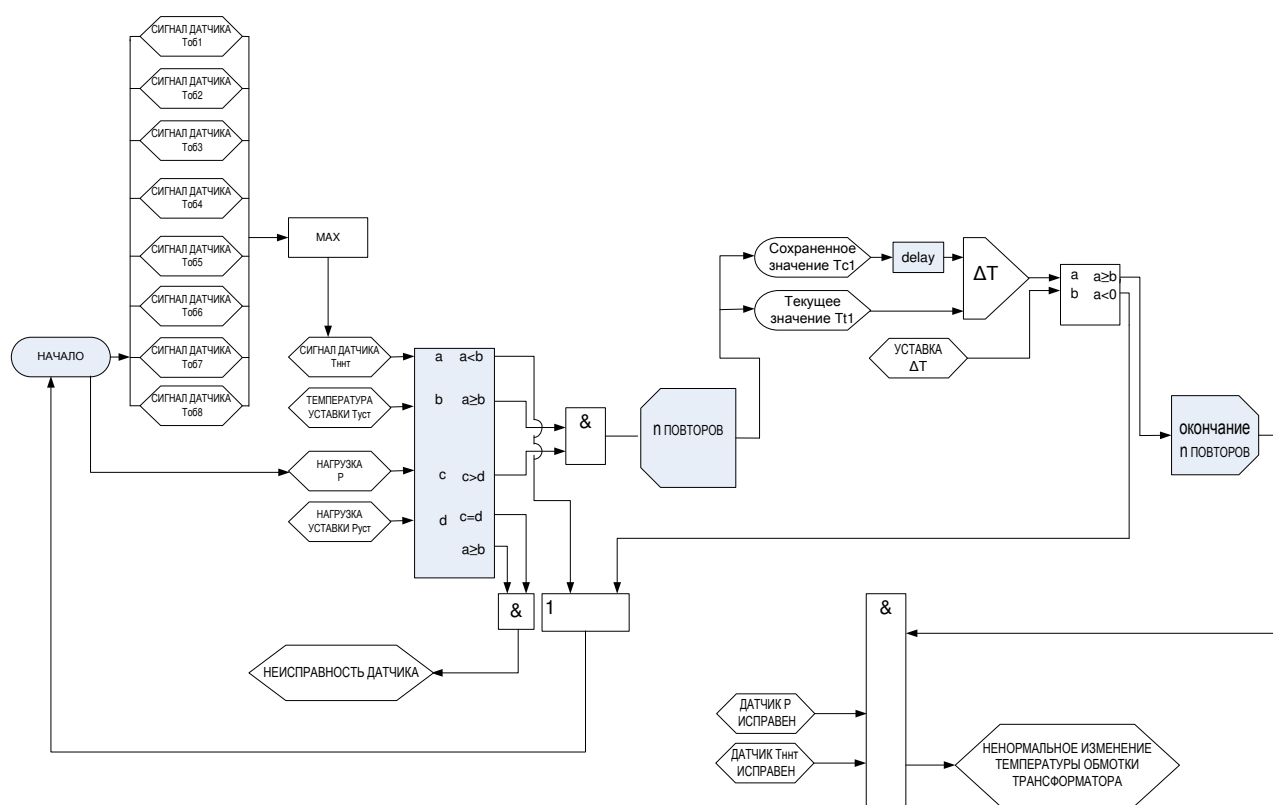 СИГНАЛ ДАТЧИКА
Тоб1
СИГНАЛ ДАТЧИКА
Тоб2
СИГНАЛ ДАТЧИКА
Тоб3
СИГНАЛ ДАТЧИКА
Тоб4
СИГНАЛ ДАТЧИКА
Тоб5
СИГНАЛ ДАТЧИКА
Тоб6
СИГНАЛ ДАТЧИКА
Тоб7
СИГНАЛ ДАТЧИКА
Тоб8
НАЧАЛО
MAX
СИГНАЛ ДАТЧИКА
Тннт
ТЕМПЕРАТУРА
УСТАВКИ Туст
НАГРУЗКА
Р
НАГРУЗКА
УСТАВКИ Руст
a a<b
b a≥b
c c>d
d c=d
a≥b
&
n ПОВТОРОВ
Сохраненное
значение Тс1
delay
Текущее
значение Tt1
ΔT
УСТАВКА
ΔT
a a≥b
b a<0
окончание
n ПОВТОРОВ
&
1
НЕИСПРАВНОСТЬ ДАТЧИКА
&
ДАТЧИК Р
ИСПРАВЕН
ДАТЧИК Тннт
ИСПРАВЕН
НЕНОРМАЛЬНОЕ ИЗМЕНЕНИЕ
ТЕМПЕРАТУРЫ ОБМОТКИ
ТРАНСФОРМАТОРА